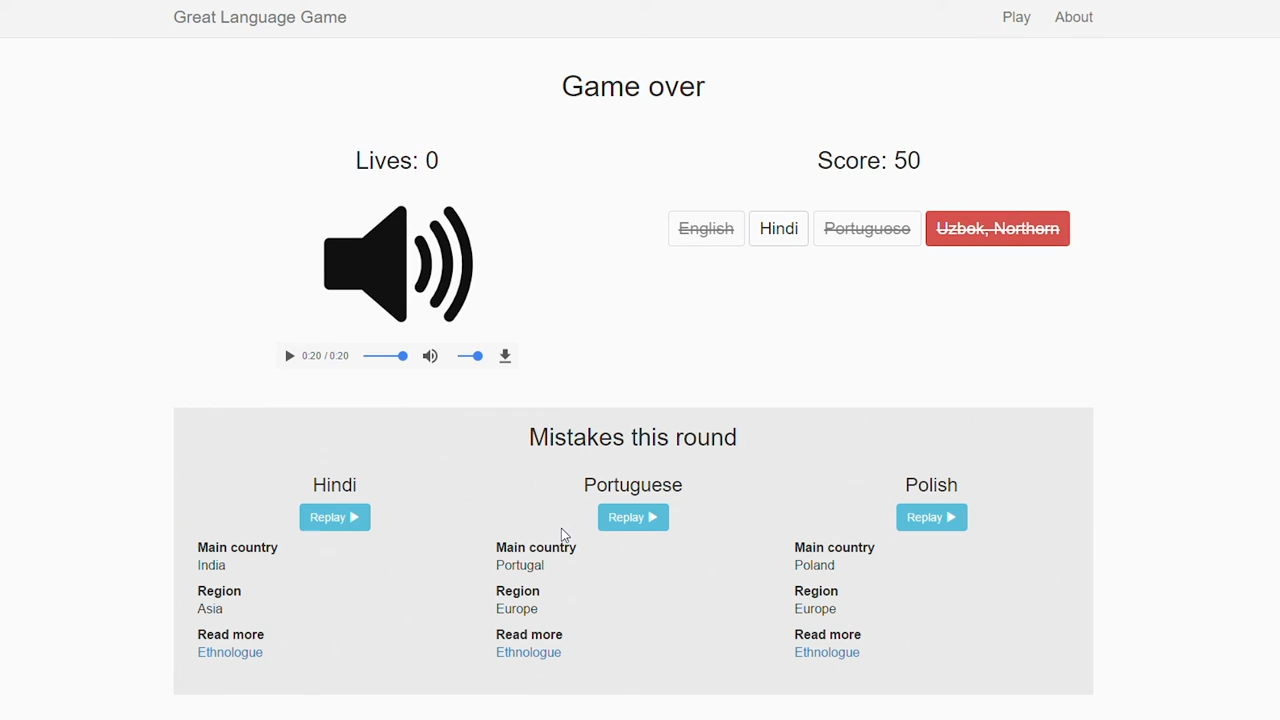 Great Language Game Play About
Game over
Lives: 0 Score: 50
English Hindi Portuguese Uzbek, Northern
0:20 / 0:20
Mistakes this round
Hindi Portuguese Polish
Replay Replay Replay
Main country Main country Main country
India Portugal Poland
Region Region Region
Asia Europe Europe
Read more Read more Read more
Ethnologue Ethnologue Ethnologue